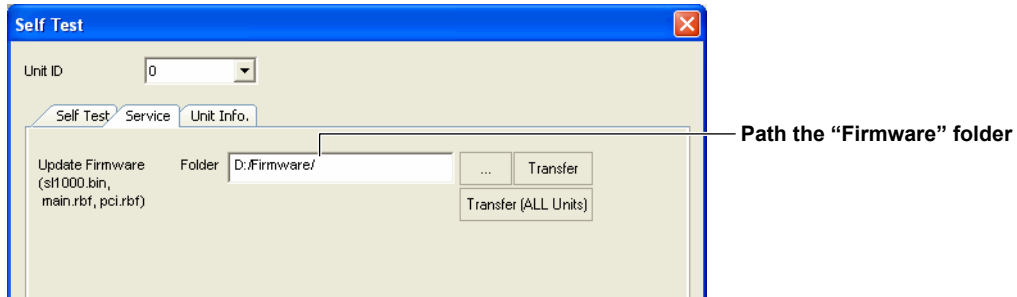 Self Test
Unit ID 0
Self Test Service Unit Info.
Path the “Firmware” folder
Update Firmware Folder D:/Firmware/ ... Transfer
(sl1000.bin,
main.rbf, pci.rbf) Transfer (ALL Units)